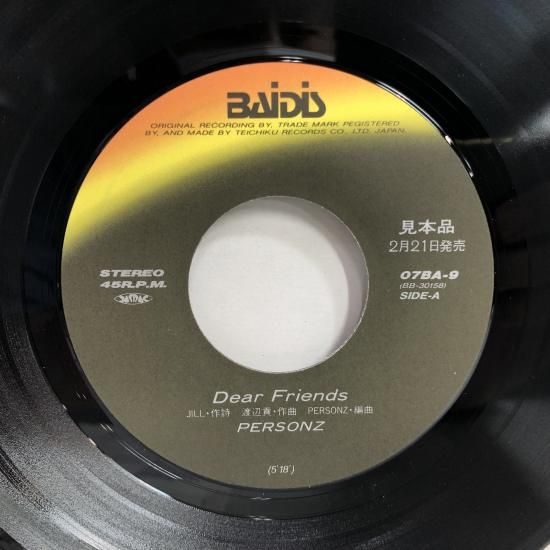 BAIDIS
ORIGINAL RECORDING BY, TRADE MARK PEGISTERED
BY, AND MADE BY TEICHIKU RECORDS CO., LTD. JAPAN.
見本品
2月21日発売
STEREO
45R.P.M.
07BA-9
(BB-30158)
SIDE-A
Dear Friends
JILL・作詩 渡辺貢・作曲 PERSONZ・編曲
PERSONZ
(5'18")